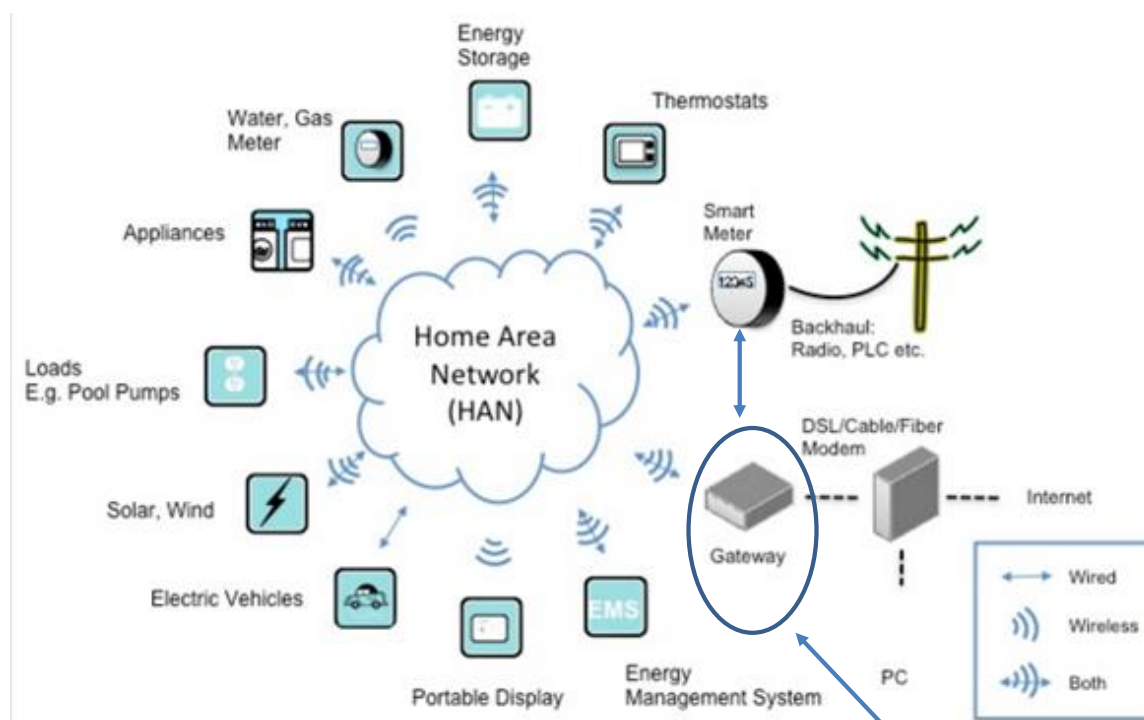 Energy
Storage
Thermostats
Water, Gas
Meter
Appliances
Smart
Meter
Home Area
Network
(HAN)
Backhaul:
Radio, PLC etc.
Loads
E.g. Pool Pumps
DSL/Cable/Fiber
Modem
Solar, Wind
Internet
Gateway
Electric Vehicles
EMS
Wired
Wireless
Both
Portable Display
Energy
Management System
PC